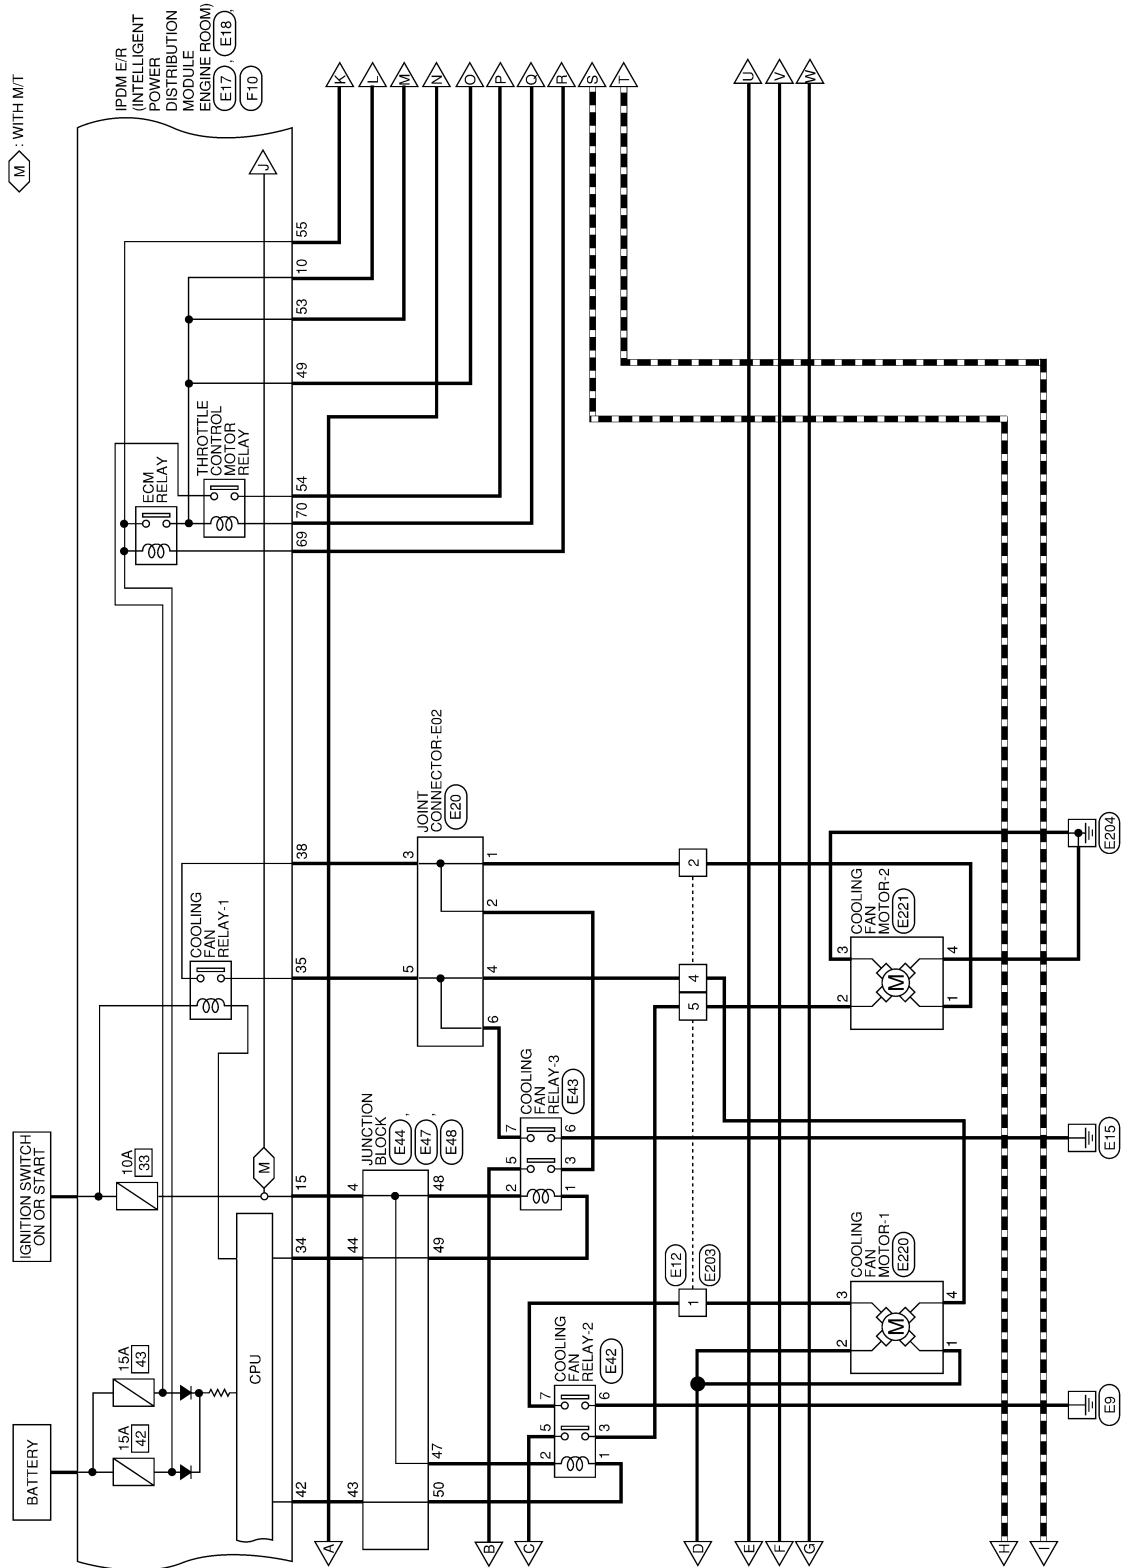 M : WITH M/T
IPDM E/R
(INTELLIGENT
POWER
DISTRIBUTION
MODULE
ENGINE ROOM)
E17 , E18 ,
F10
BATTERY
IGNITION SWITCH
ON OR START
15A
42
15A
43
10A
33
CPU
M
J
COOLING
FAN
RELAY-1
ECM
RELAY
THROTTLE
CONTROL
MOTOR
RELAY
42
34
15
35
38
69
70
54
49
53
10
55
A
K
L
M
N
O
P
Q
R
S
T
U
V
W
JUNCTION
BLOCK
E44 ,
E47 ,
E48
43
44
4
50
47
49
48
JOINT
CONNECTOR-E02
E20
5
3
6
4
2
1
COOLING
FAN
RELAY-3
E43
2
5
7
1
3
6
COOLING
FAN
RELAY-2
E42
2
5
7
1
3
6
E12
E203
1
5
4
2
COOLING
FAN
MOTOR-1
E220
2
3
1
4
COOLING
FAN
MOTOR-2
E221
2
3
1
4
M
M
B
C
D
E
F
G
H
I
E9
E15
E204